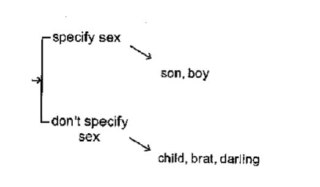 specify sex
son, boy
don't specify
sex
child, brat, darling